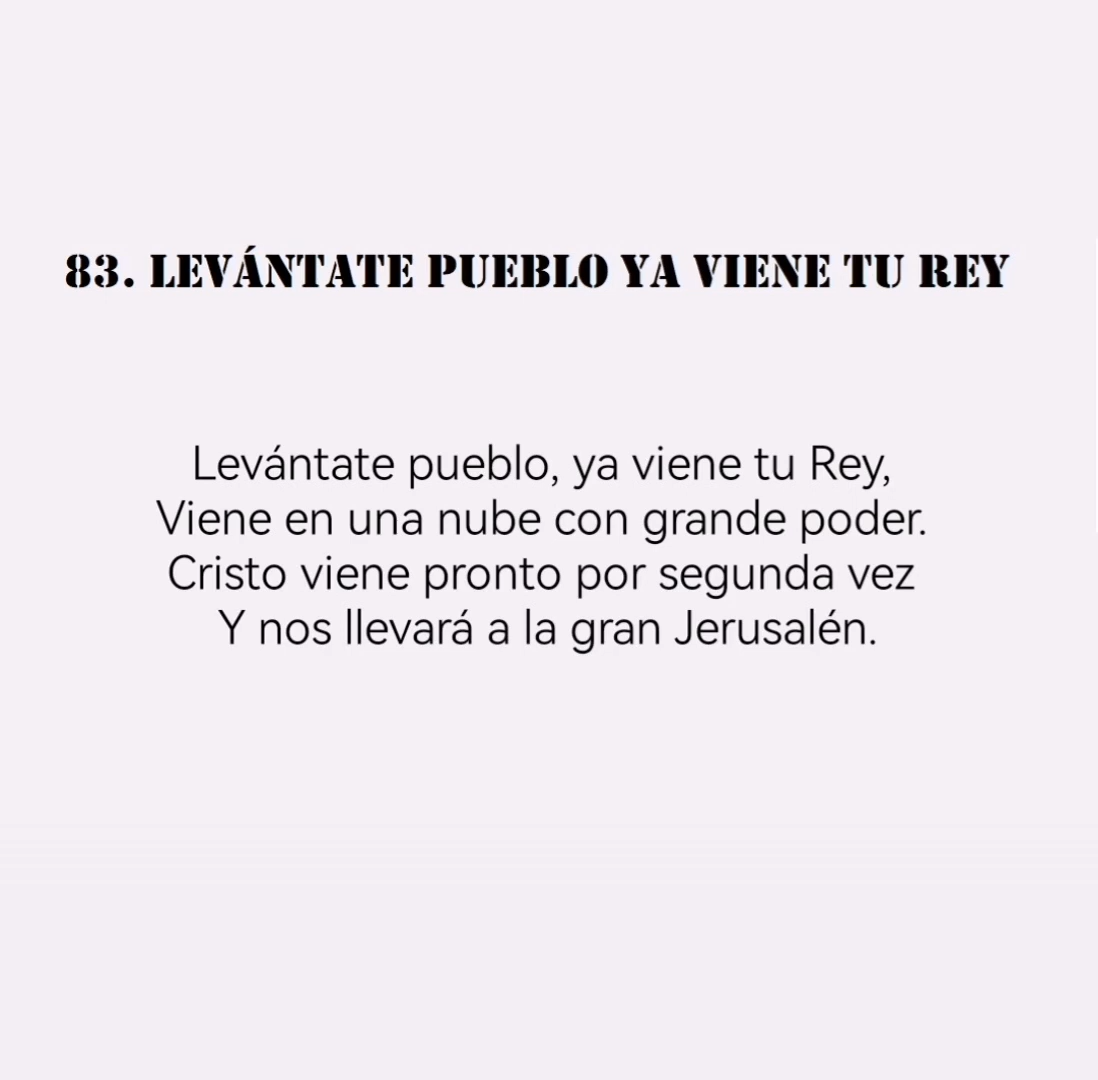 83. LEVÁNTATE PUEBLO YA VIENE TU REY
Levántate pueblo, ya viene tu Rey,
Viene en una nube con grande poder.
Cristo viene pronto por segunda vez
Y nos llevará a la gran Jerusalén.